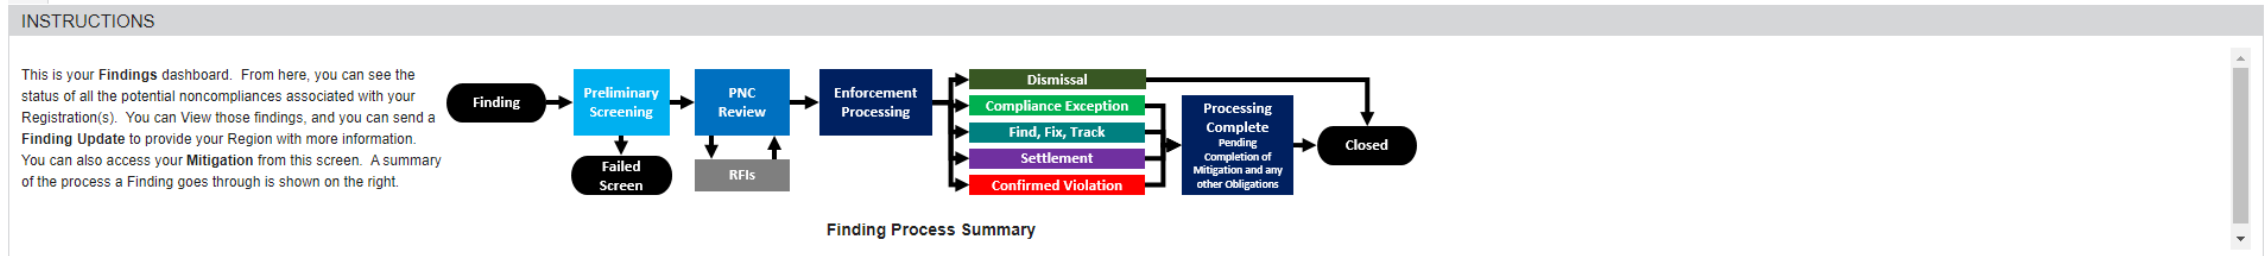 INSTRUCTIONS
This is your Findings dashboard. From here, you can see the
status of all the potential noncompliances associated with your
Registration(s). You can View those findings, and you can send a
Finding Update to provide your Region with more information.
You can also access your Mitigation from this screen. A summary
of the process a Finding goes through is shown on the right.
Finding
Preliminary
Screening
Failed
Screen
PNC
Review
RFIs
Enforcement
Processing
Dismissal
Compliance Exception
Find, Fix, Track
Settlement
Confirmed Violation
Processing
Complete
Pending
Completion of
Mitigation and any
other Obligations
Closed
Finding Process Summary